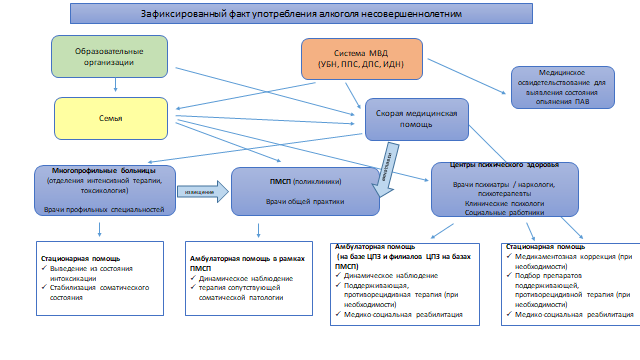 Зафиксированный факт употребления алкоголя несовершеннолетним
Образовательные
организации
Система МВД
(УБН, ППС, ДПС, ИДН)
Медицинское
освидетельствование для
выявления состояния
опьянения ПАВ
Семья
Скорая медицинская
помощь
Многопрофильные больницы
(отделения интенсивной терапии,
токсикология)
Врачи профильных специальностей
извещение
ПМСП (поликлиники)
Врачи общей практики
Центры психического здоровья
Врачи психиатры / наркологи,
психотерапевты
Клинические психологи
Социальные работники
Стационарная помощь
✓ Выведение из состояния
интоксикации
✓ Стабилизация соматического
состояния
Амбулаторная помощь в рамках
ПМСП
✓ Динамическое наблюдение
✓ терапия сопутствующей
соматической патологии
Амбулаторная помощь
(на базе ЦПЗ и филиалов ЦПЗ на базах
ПМСП)
✓ Динамическое наблюдение
✓ Поддерживающая,
противорецидивная терапия (при
необходимости)
✓ Медико социальная реабилитация
Стационарная помощь
✓ Медикаментозная коррекция (при
необходимости)
✓ Подбор препаратов
поддерживающей,
противорецидивной терапии (при
необходимости)
✓ Медико социальная реабилитация